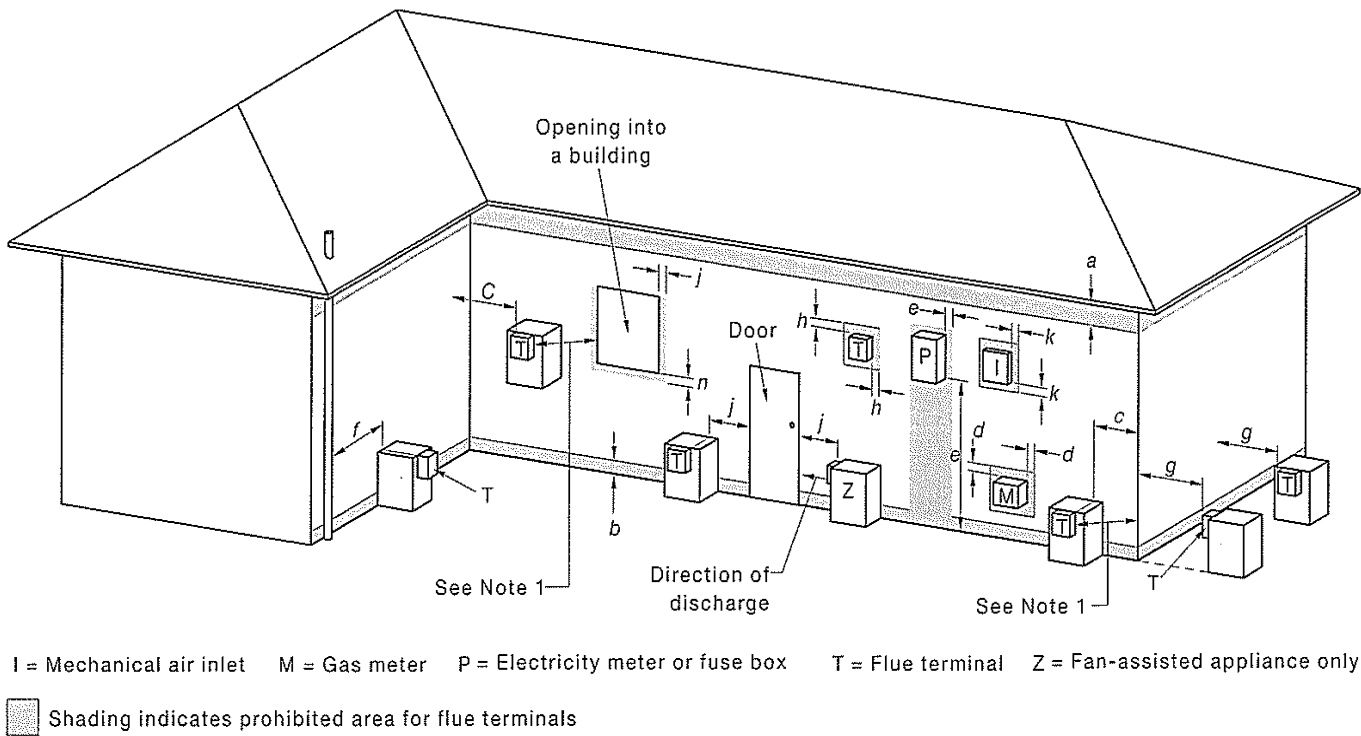 Opening into
a building
a
j
C
e
k
h
Door
T
T
P
I
n
h
k
j
j
f
c
d
d
g
g
e
T
T
Z
M
T
T
b
T
See Note 1
Direction of
discharge
See Note 1
I = Mechanical air inlet M = Gas meter P = Electricity meter or fuse box T = Flue terminal Z = Fan-assisted appliance only
Shading indicates prohibited area for flue terminals